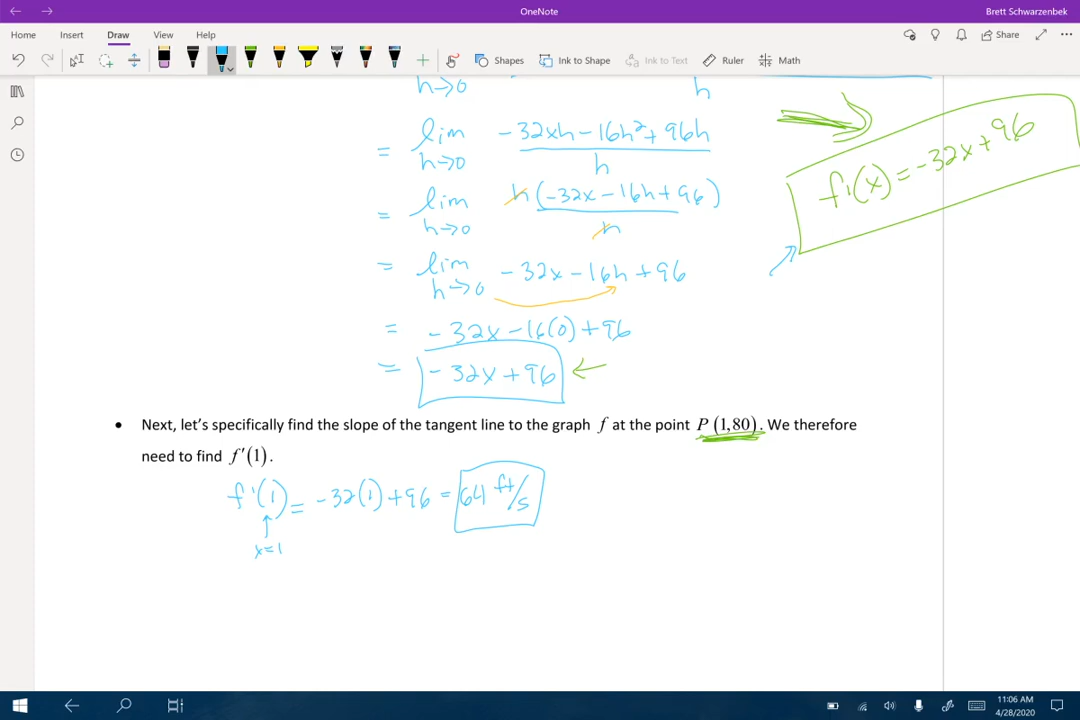 OneNote
Brett Schwarzenbek
Home Insert Draw View Help
Share
Shapes Ink to Shape Ink to Text Ruler Math
h→0 h
= lim -32xh-16h²+96h
h→0 h
= lim h(-32x-16h+96)
h→0 h
= lim -32x-16h+96
h→0
= -32x-16(0)+96
= -32x+96 ←
f'(x)=-32x+96
• Next, let's specifically find the slope of the tangent line to the graph f at the point P(1,80). We therefore
need to find f′(1).
f'(1) = -32(1)+96 = 64 ft/s
↑
x=1
11:06 AM
4/28/2020